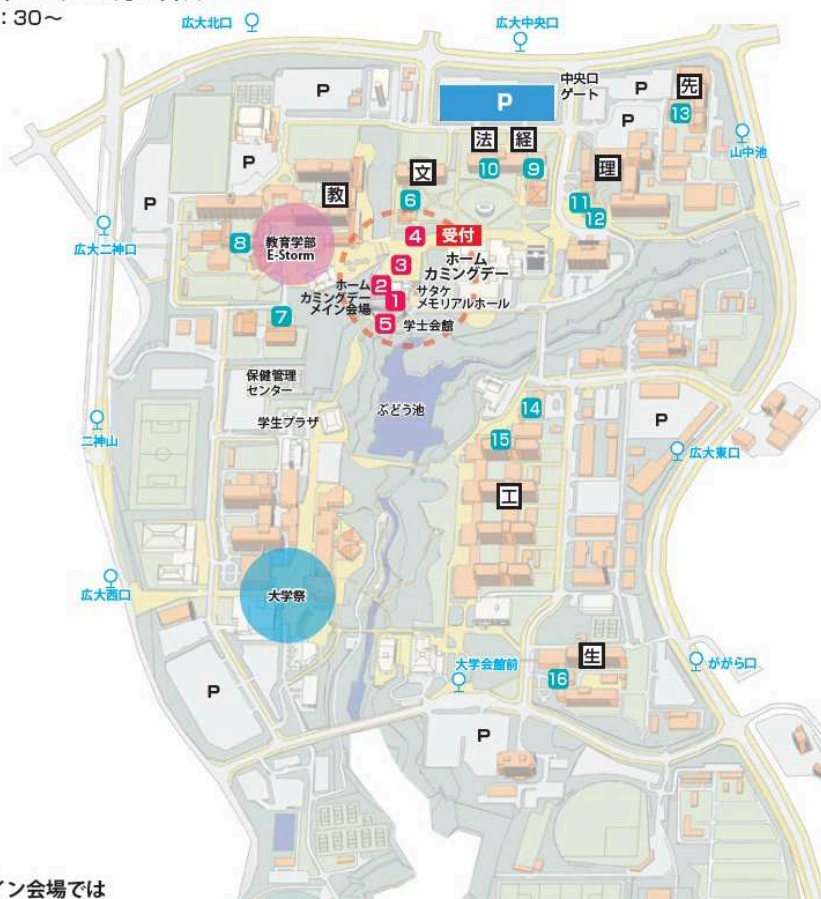 ：30～
広大北口
広大中央口
P
P
中央口
ゲート
P
先
13
P
山中池
法
経
10
9
理
P
文
教
6
P
11
12
広大二神口
8
教育学部
E-Storm
4
受付
3
ホーム
カミングデー
ホーム
カミングデー
メイン会場
2
1
サタケ
メモリアルホール
5
学士会館
7
保健管理
センター
ぶどう池
学生プラザ
二神山
14
15
P
広大東口
工
広大西口
大学祭
生
16
大学会館前
ががら口
P
P
イン会場では